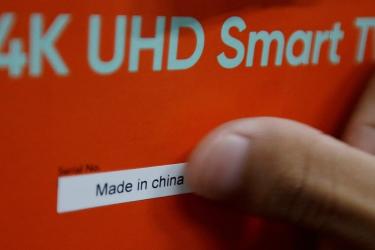 4K UHD Smart T
Serial No.
Made in china